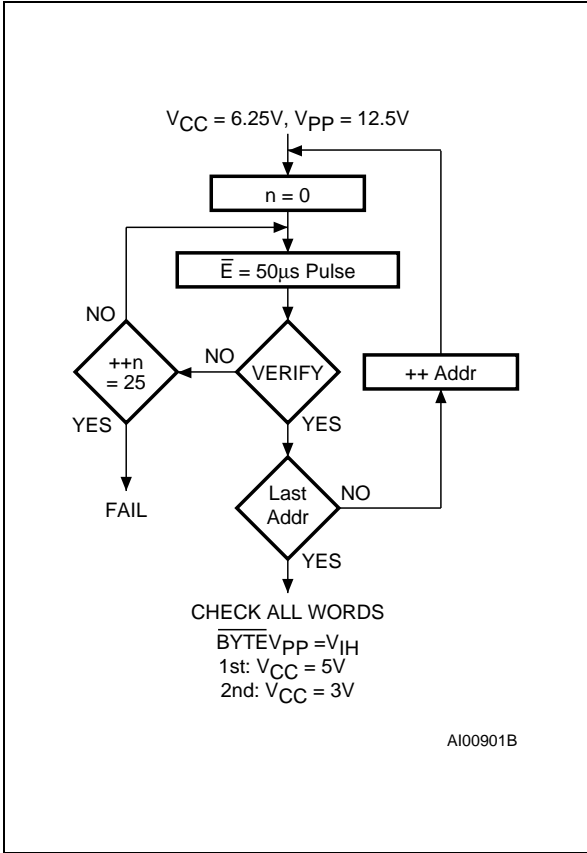 VCC = 6.25V, VPP = 12.5V
n = 0
E̅ = 50µs Pulse
NO
++n
= 25
NO
VERIFY
++ Addr
YES
YES
Last
Addr
NO
FAIL
YES
CHECK ALL WORDS
B̅Y̅T̅E̅VPP =VIH
1st: VCC = 5V
2nd: VCC = 3V
AI00901B